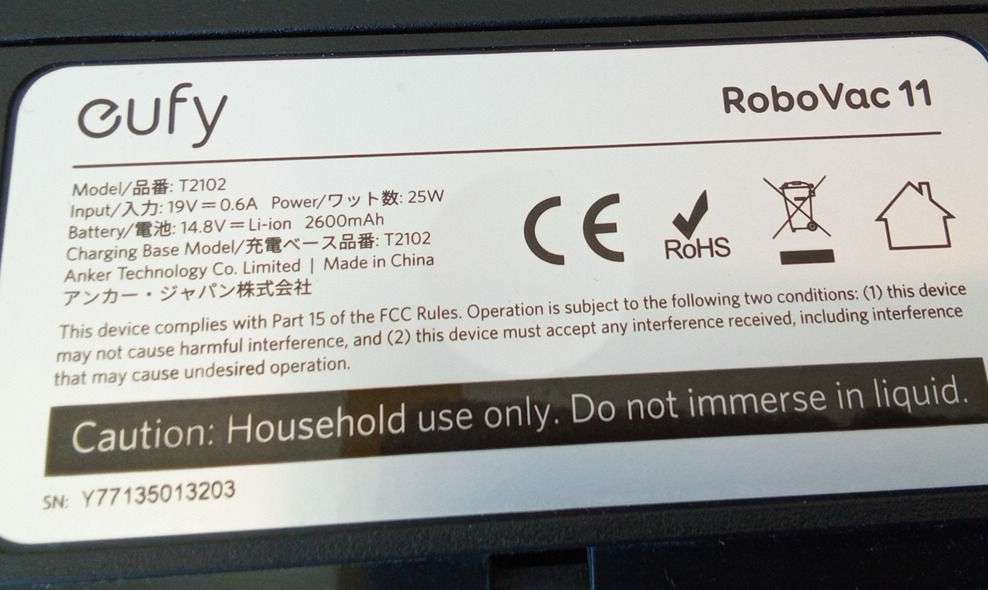 eufy
RoboVac 11
Model/品番: T2102
Input/入力: 19V⎓0.6A Power/ワット数: 25W
Battery/電池: 14.8V⎓Li-ion 2600mAh
Charging Base Model/充電ベース品番: T2102
Anker Technology Co. Limited | Made in China
アンカー・ジャパン株式会社
CE
RoHS
This device complies with Part 15 of the FCC Rules. Operation is subject to the following two conditions: (1) this device
may not cause harmful interference, and (2) this device must accept any interference received, including interference
that may cause undesired operation.
Caution: Household use only. Do not immerse in liquid.
SN: Y77135013203